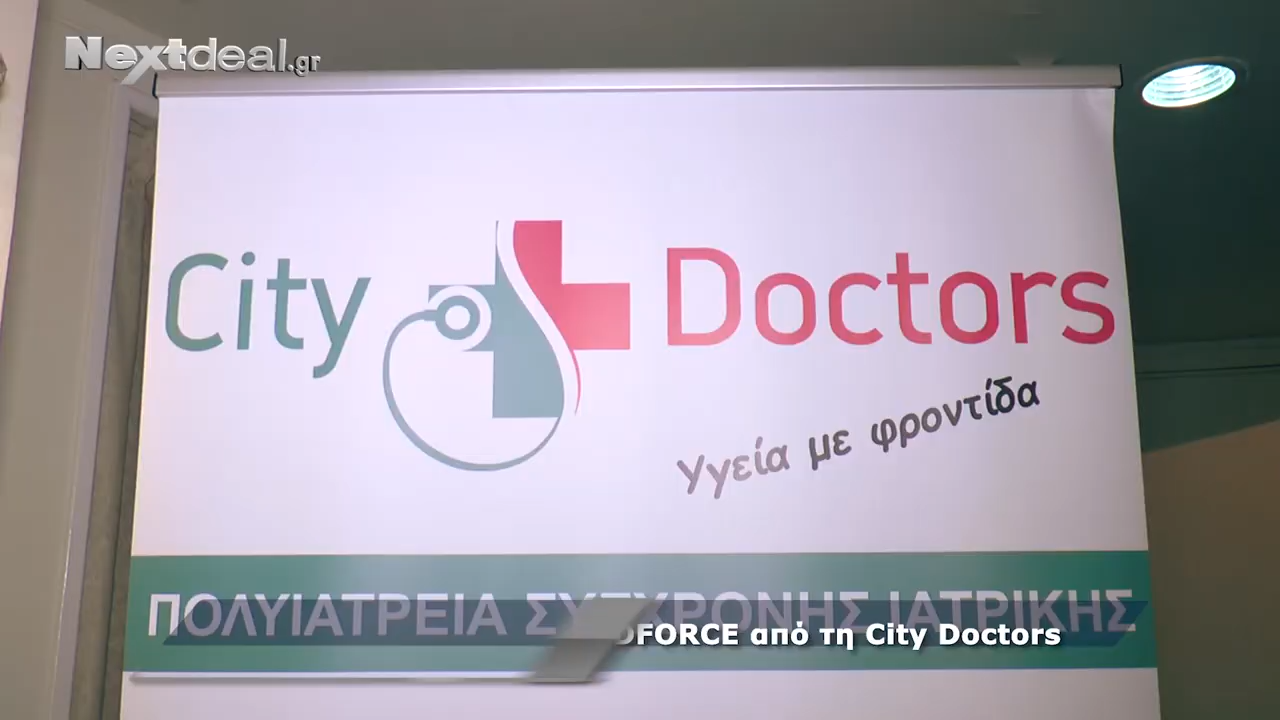 Nextdeal.gr
City Doctors
Υγεία με φροντίδα
ΠΟΛΥΙΑΤΡΕΙΑ ΣΥΓΧΡΟΝΗΣ ΙΑΤΡΙΚΗΣ
FORCE από τη City Doctors